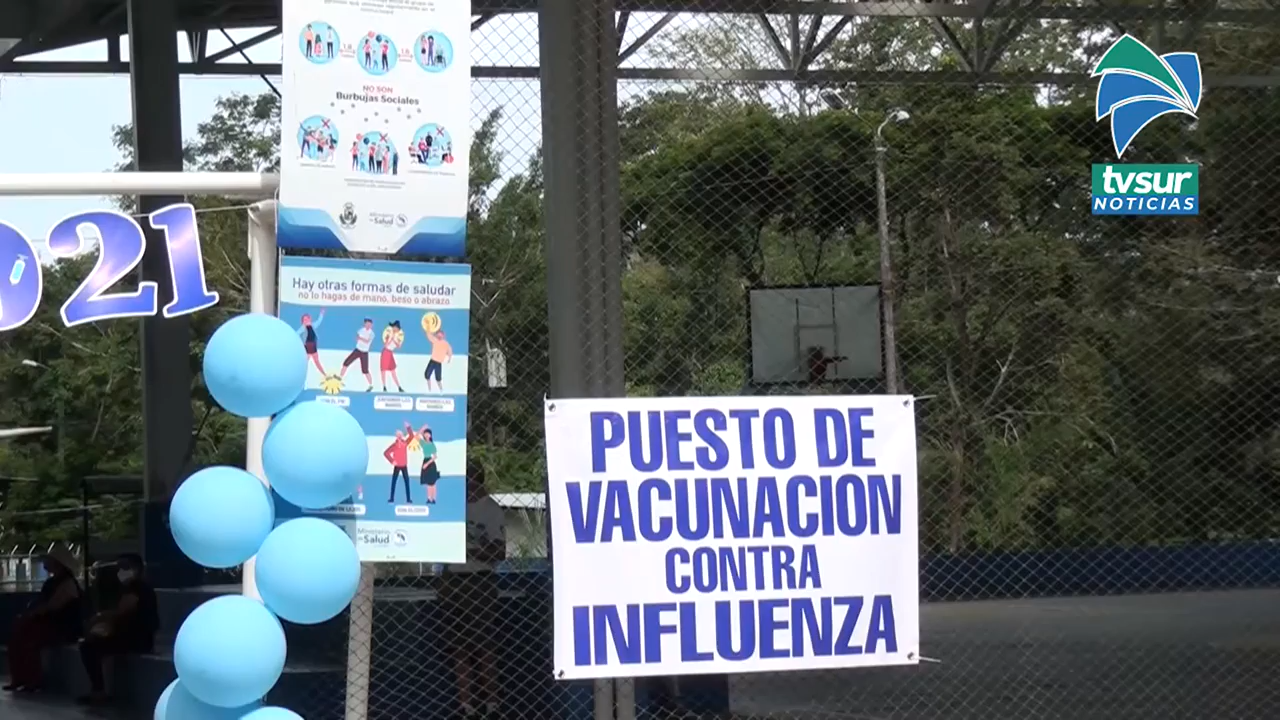 NO SON
Burbujas Sociales
Ministerio
de Salud
021
Hay otras formas de saludar
no lo hagas de mano, beso o abrazo
Ministerio
de Salud
PUESTO DE
VACUNACION
CONTRA
INFLUENZA
tvsur
NOTICIAS